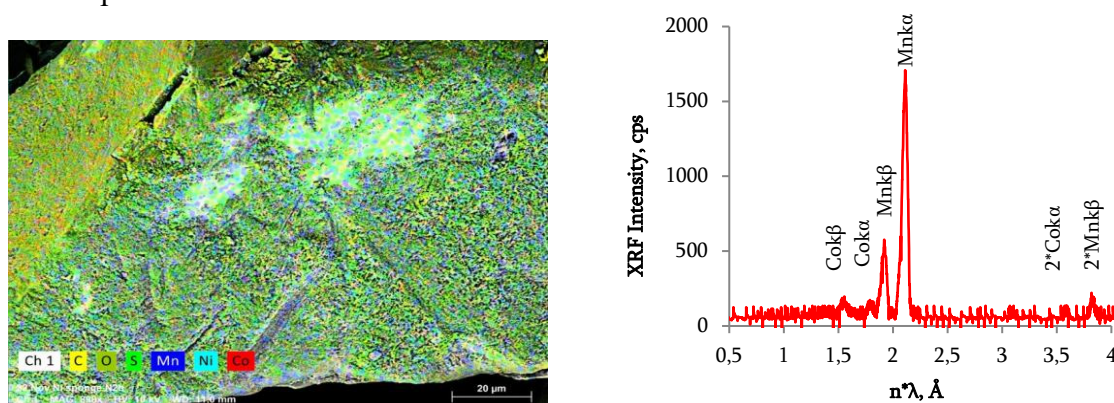 Ch 1 C O S Mn Ni Co
20 µm
XRF Intensity, cps
2000
1500
1000
500
0
Cokβ
Cokα
Mnkβ
Mnkα
2*Cokα
2*Mnkβ
0,5 1 1,5 2 2,5 3 3,5 4
n*λ, Å